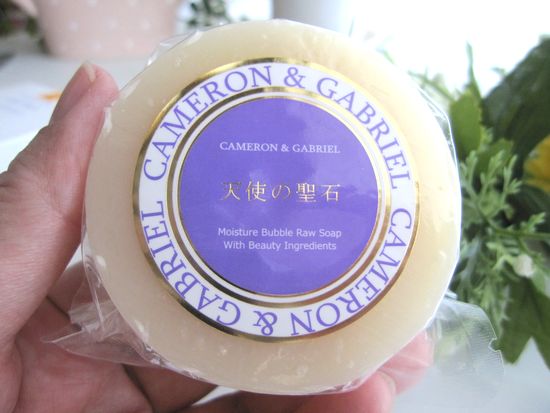 CAMERON & GABRIEL
CAMERON & GABRIEL
CAMERON & GABRIEL
天使の聖石
Moisture Bubble Raw Soap
With Beauty Ingredients